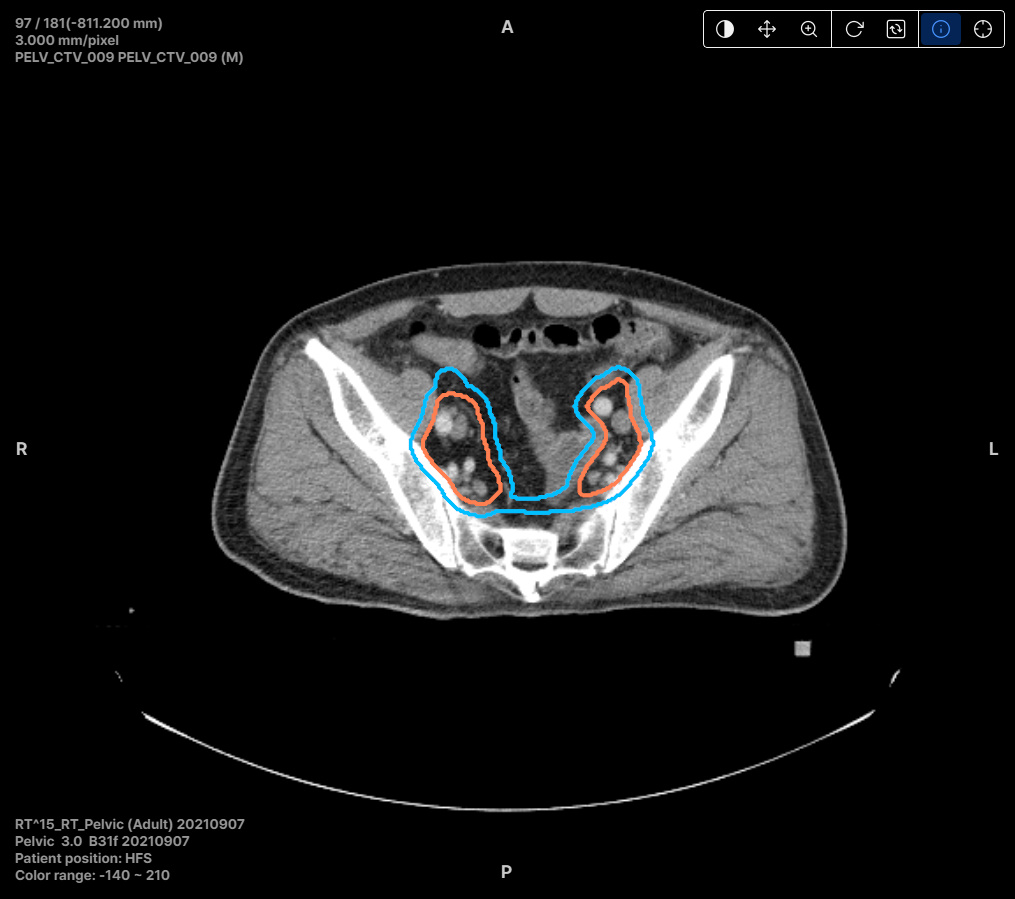 97 / 181(-811.200 mm)
3.000 mm/pixel
PELV_CTV_009 PELV_CTV_009 (M)
A
R
L
RT^15_RT_Pelvic (Adult) 20210907
Pelvic  3.0  B31f 20210907
Patient position: HFS
Color range: -140 ~ 210
P